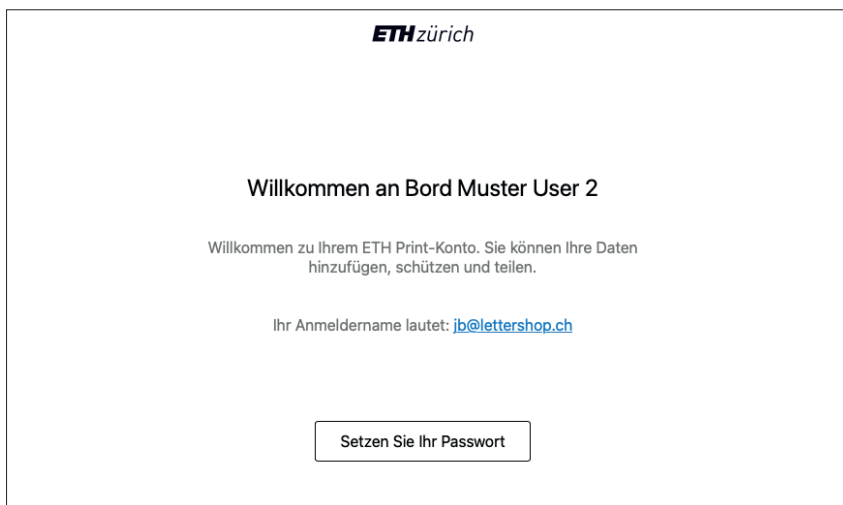 ETH zürich
Willkommen an Bord Muster User 2
Willkommen zu Ihrem ETH Print-Konto. Sie können Ihre Daten
hinzufügen, schützen und teilen.
Ihr Anmeldername lautet: jb@lettershop.ch
Setzen Sie Ihr Passwort